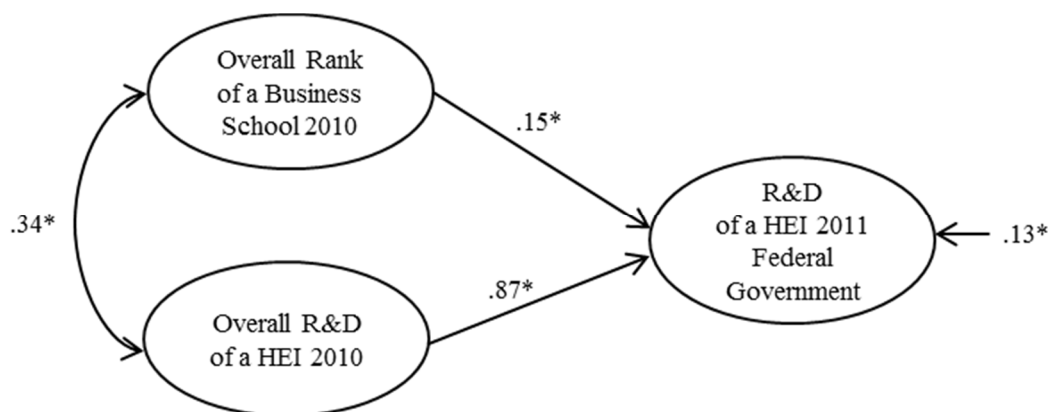 Overall Rank
of a Business
School 2010
.15*
R&D
of a HEI 2011
Federal
Government
.34*
.13*
.87*
Overall R&D
of a HEI 2010